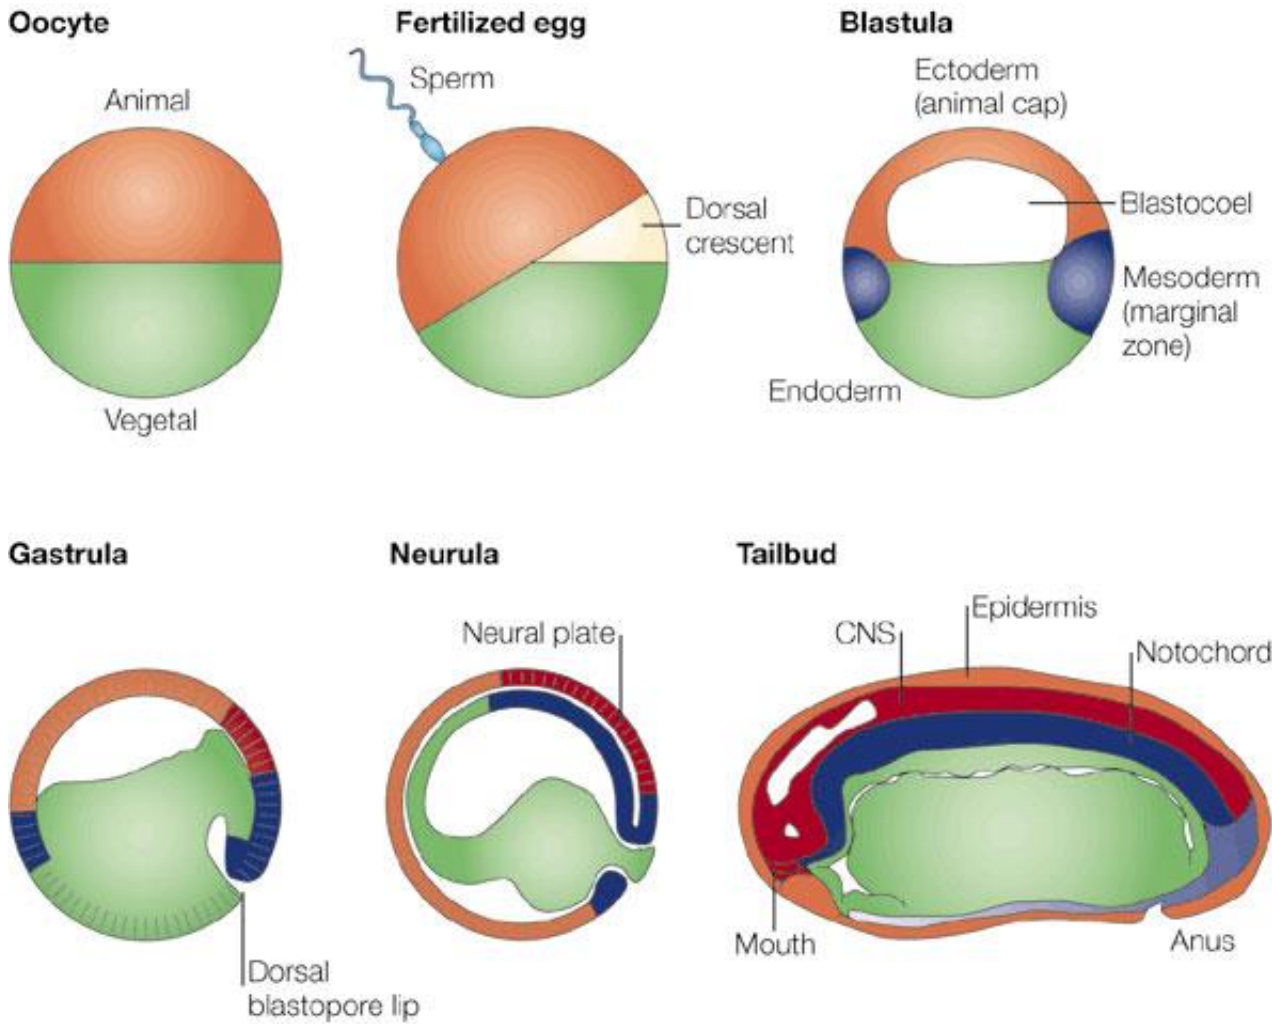 Oocyte
Animal
Vegetal
Fertilized egg
Sperm
Dorsal
crescent
Blastula
Ectoderm
(animal cap)
Blastocoel
Mesoderm
(marginal
zone)
Endoderm
Gastrula
Dorsal
blastopore lip
Neurula
Neural plate
Tailbud
CNS
Epidermis
Notochord
Mouth
Anus